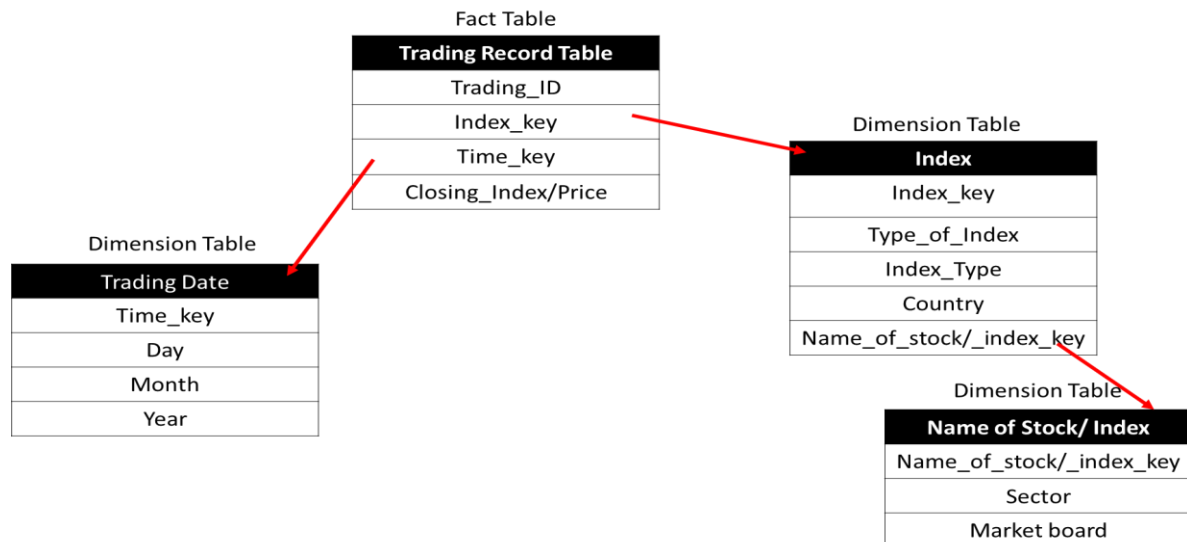 Fact Table
Trading Record Table
Trading_ID
Index_key
Time_key
Closing_Index/Price
Dimension Table
Index
Index_key
Type_of_Index
Index_Type
Country
Name_of_stock/_index_key
Dimension Table
Trading Date
Time_key
Day
Month
Year
Dimension Table
Name of Stock/ Index
Name_of_stock/_index_key
Sector
Market board